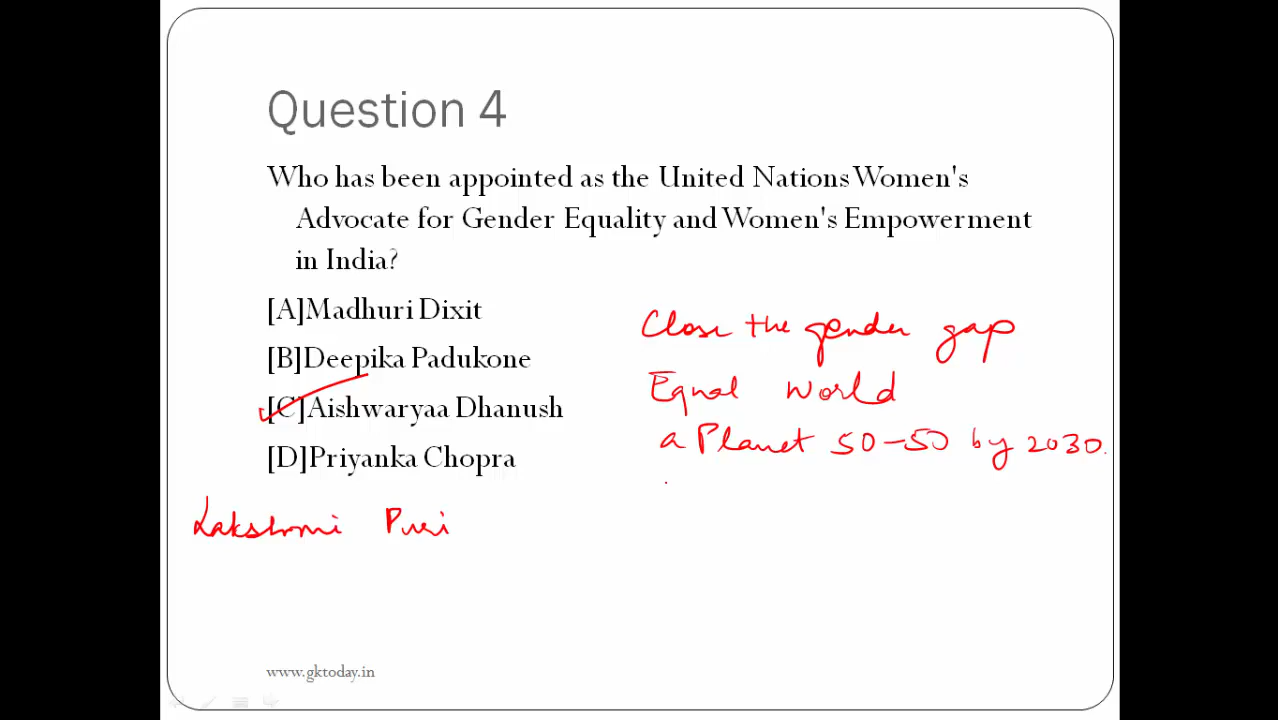 Question 4
Who has been appointed as the United Nations Women's
Advocate for Gender Equality and Women's Empowerment
in India?
[A]Madhuri Dixit
[B]Deepika Padukone
[C]Aishwaryaa Dhanush
[D]Priyanka Chopra
Close the gender gap
Equal World
a Planet 50-50 by 2030.
Lakshmi Puri
www.gktoday.in